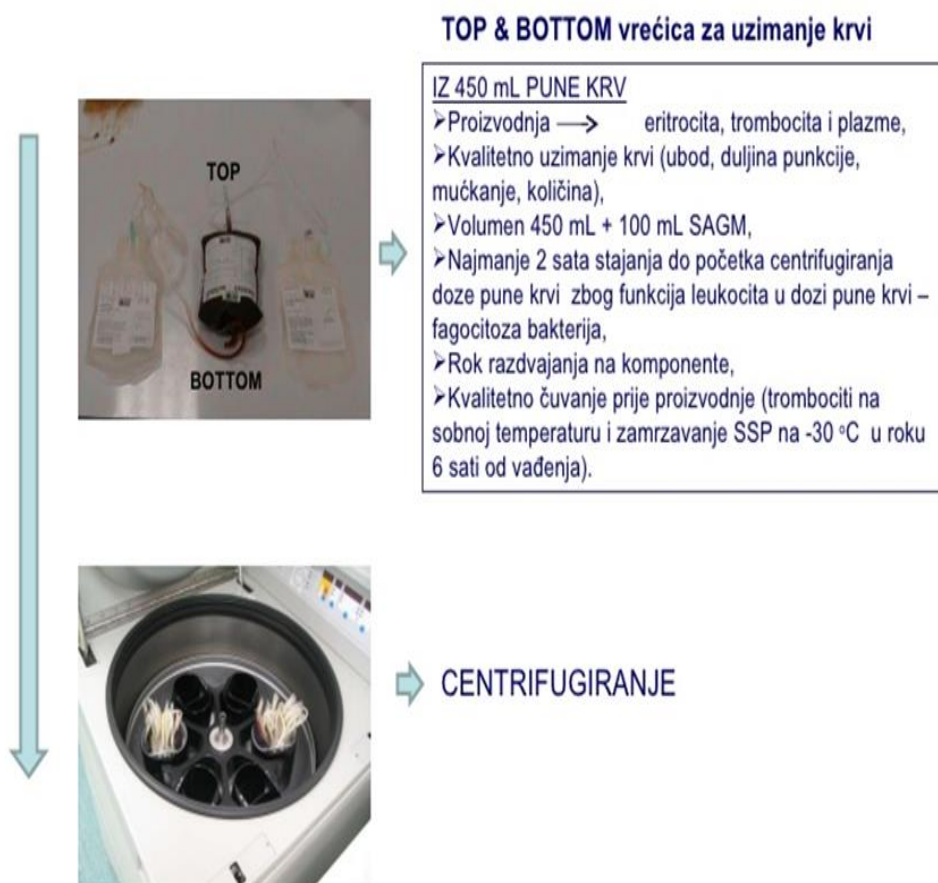 TOP & BOTTOM vrećica za uzimanje krvi
IZ 450 mL PUNE KRV
➢Proizvodnja ⟶ eritrocita, trombocita i plazme,
➢Kvalitetno uzimanje krvi (ubod, duljina punkcije,
mućkanje, količina),
➢Volumen 450 mL + 100 mL SAGM,
➢Najmanje 2 sata stajanja do početka centrifugiranja
doze pune krvi zbog funkcija leukocita u dozi pune krvi –
fagocitoza bakterija,
➢Rok razdvajanja na komponente,
➢Kvalitetno čuvanje prije proizvodnje (trombociti na
sobnoj temperaturu i zamrzavanje SSP na -30 ºC u roku
6 sati od vađenja).
TOP
BOTTOM
CENTRIFUGIRANJE